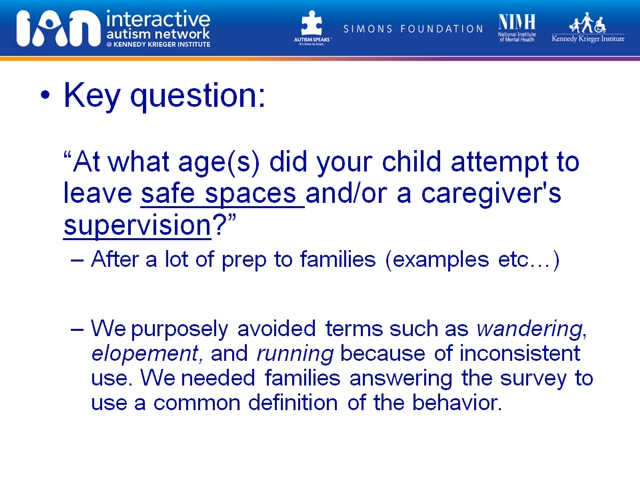 IAN interactive
autism network
@ KENNEDY KRIEGER INSTITUTE
AUTISM SPEAKS™
SIMONS FOUNDATION
NIMH
National Institute
of Mental Health
Kennedy Krieger Institute
• Key question:
“At what age(s) did your child attempt to
leave safe spaces and/or a caregiver's
supervision?”
– After a lot of prep to families (examples etc…)
– We purposely avoided terms such as wandering,
elopement, and running because of inconsistent
use. We needed families answering the survey to
use a common definition of the behavior.